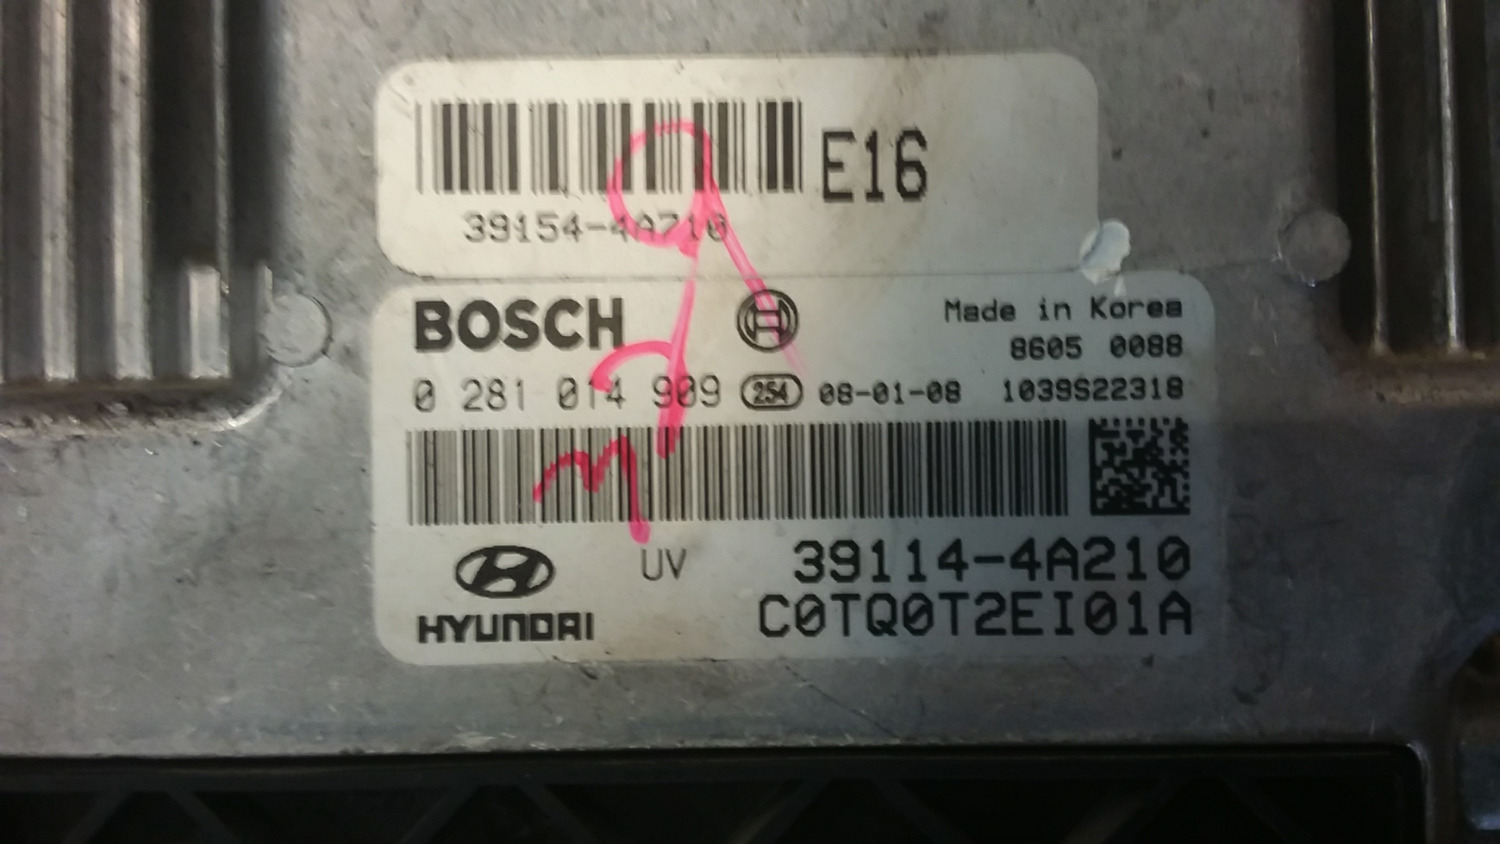 E16
39154-4A710
BOSCH
Made in Korea
8605 0088
0 281 014 909 254 08-01-08 1039S22318
UV
39114-4A210
HYUNDAI
C0TQ0T2EI01A